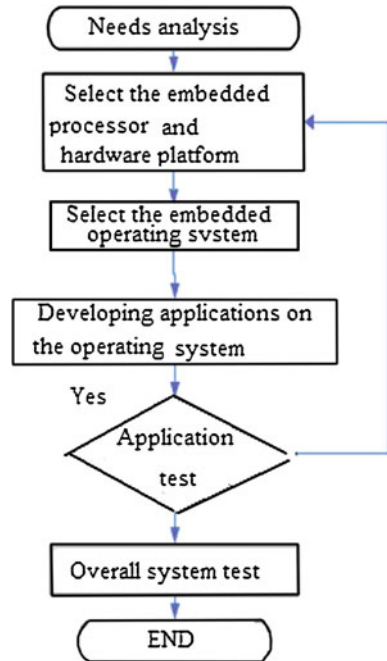 Needs analysis
Select the embedded
processor and
hardware platform
Select the embedded
operating svstem
Developing applications on
the operating system
Yes
Application
test
Overall system test
END